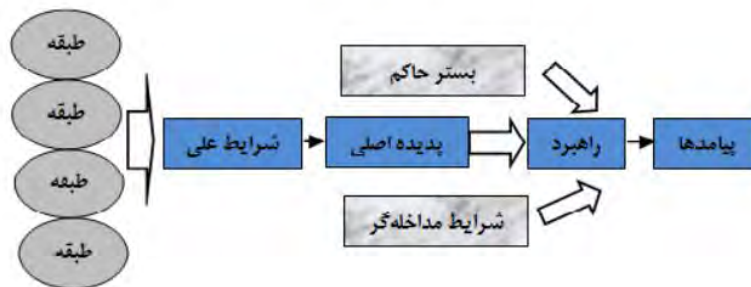 طبقه
طبقه
طبقه
طبقه
بستر حاکم
شرایط علی
پدیده اصلی
راهبرد
پیامدها
شرایط مداخله‌گر